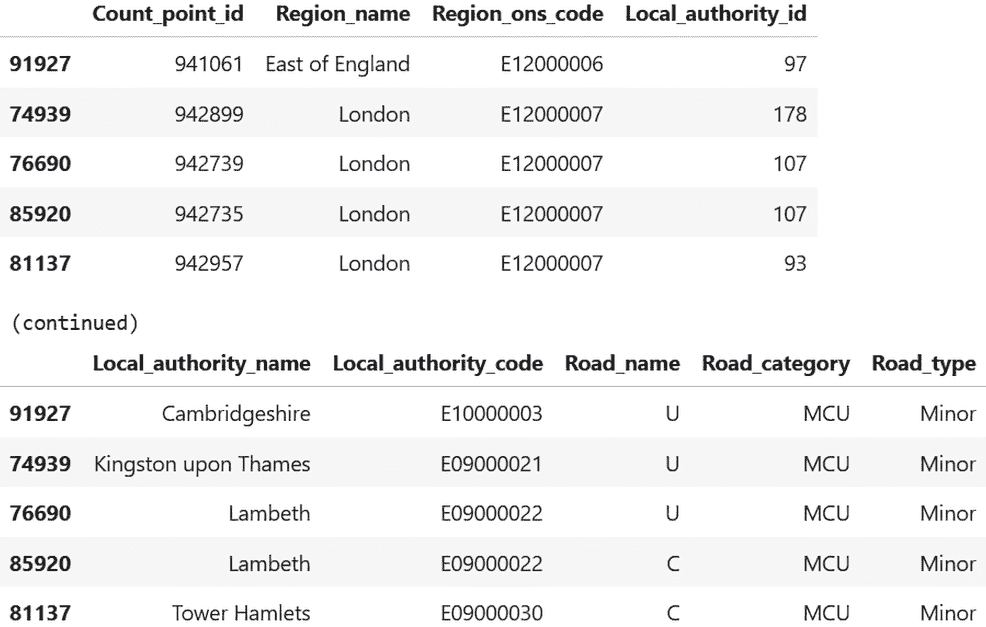 Count_point_id Region_name Region_ons_code Local_authority_id
91927 941061 East of England E12000006 97
74939 942899 London E12000007 178
76690 942739 London E12000007 107
85920 942735 London E12000007 107
81137 942957 London E12000007 93
(continued)
Local_authority_name Local_authority_code Road_name Road_category Road_type
91927 Cambridgeshire E10000003 U MCU Minor
74939 Kingston upon Thames E09000021 U MCU Minor
76690 Lambeth E09000022 U MCU Minor
85920 Lambeth E09000022 C MCU Minor
81137 Tower Hamlets E09000030 C MCU Minor